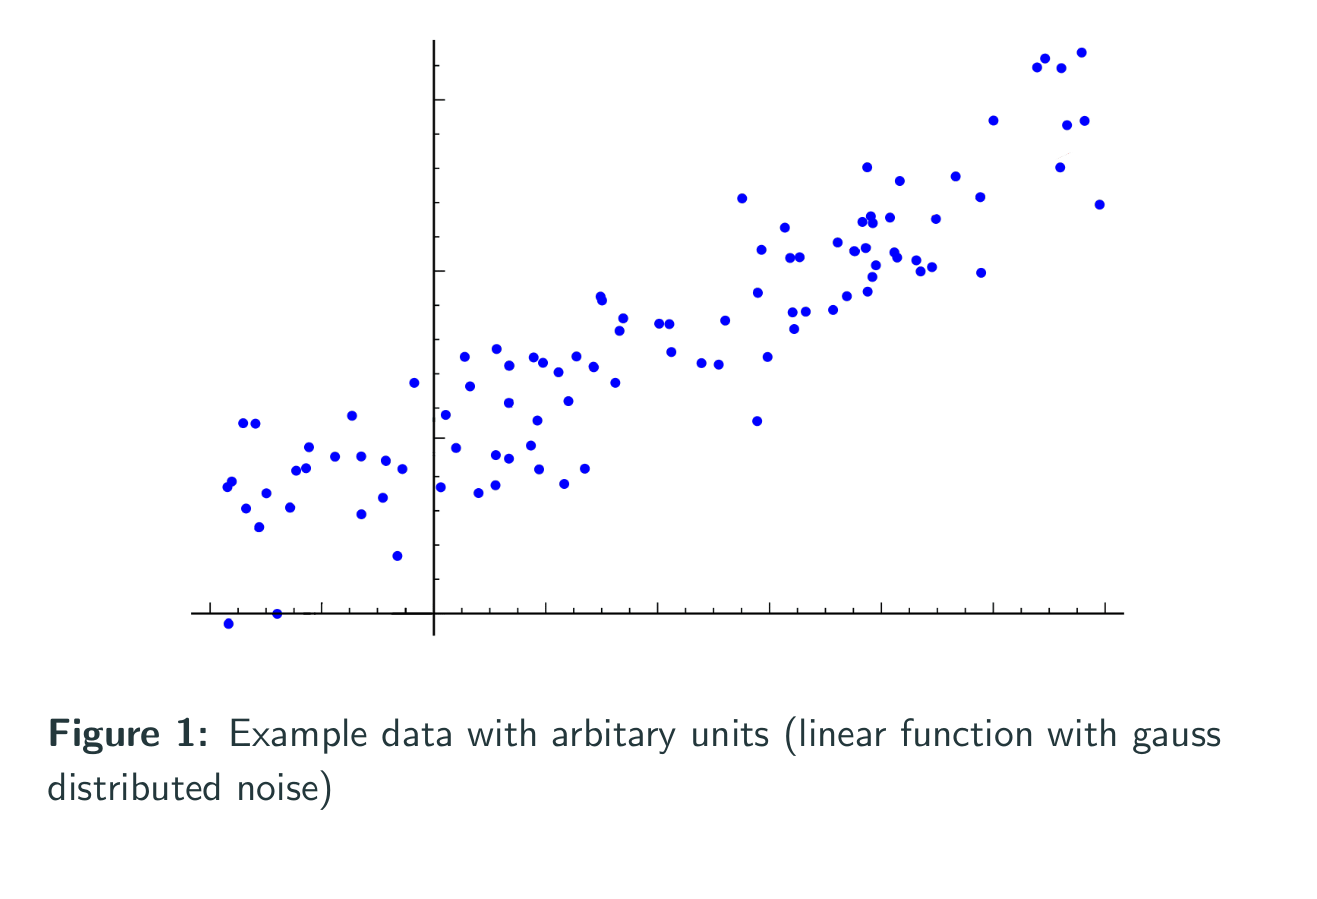 Figure 1: Example data with arbitary units (linear function with gauss
distributed noise)